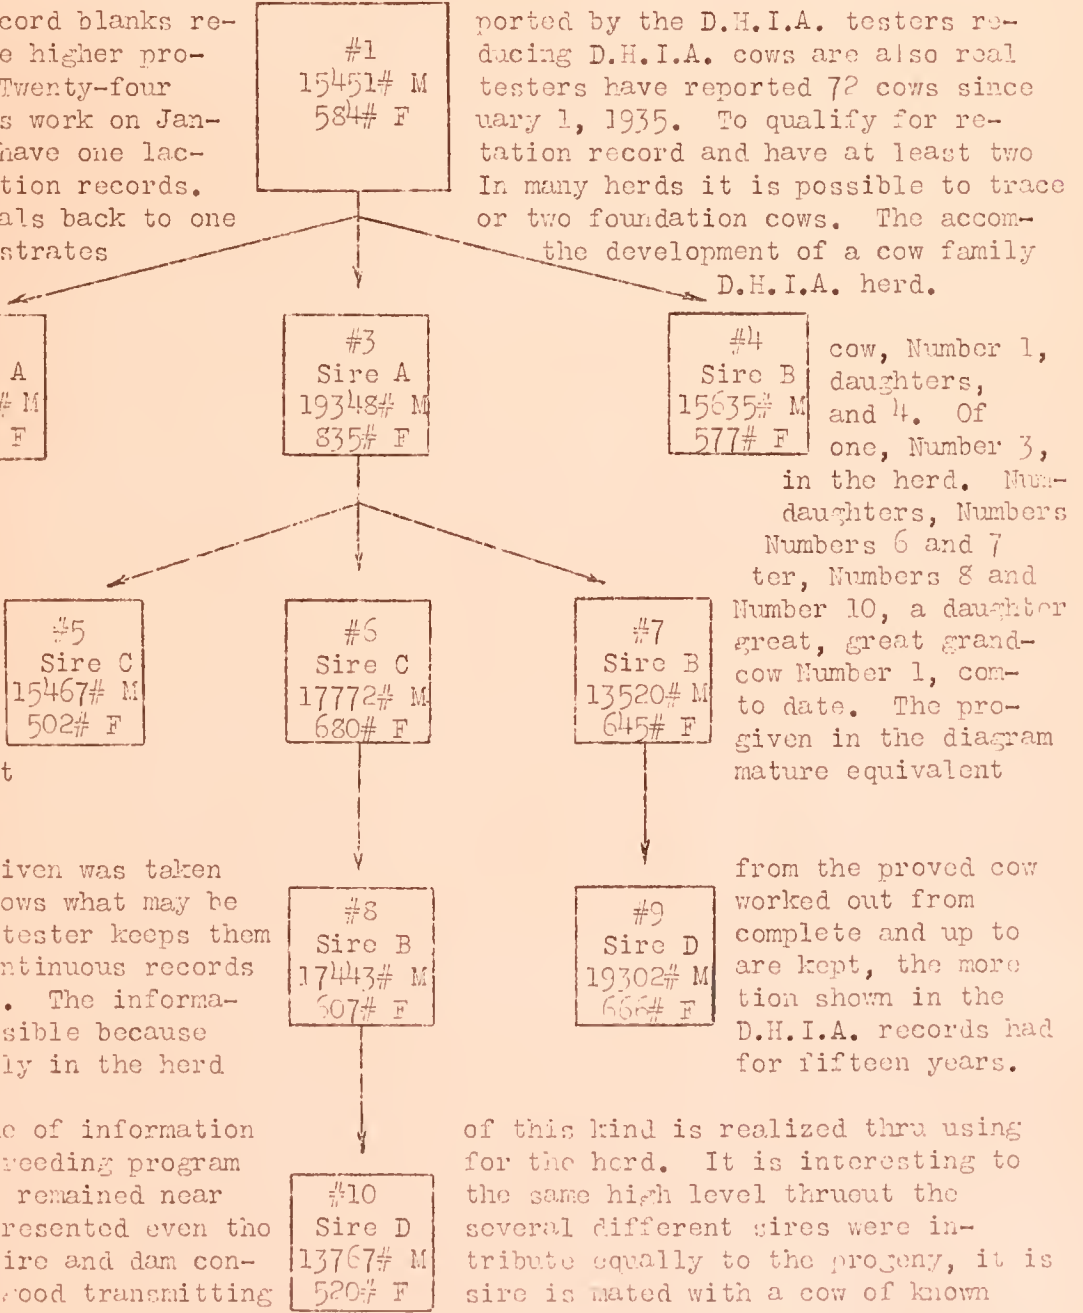 cord blanks re- #1 ported by the D.H.I.A. testers re-
e higher pro- 15451# M ducing D.H.I.A. cows are also real
Twenty-four 584# F testers have reported 72 cows since
s work on Jan- uary 1, 1935. To qualify for re-
have one lac- tation record and have at least two
tion records. In many herds it is possible to trace
als back to one or two foundation cows. The accom-
strates the development of a cow family
D.H.I.A. herd.
#3 #4 cow, Number 1,
A Sire A Sire B daughters,
# M 19348# M 15635# M and 4. Of
F 835# F 577# F one, Number 3,
in the herd. Num-
daughters, Numbers
Numbers 6 and 7
ter, Numbers 8 and
#5 #6 #7 Number 10, a daughter
Sire C Sire C Sire B great, great grand-
15467# M 17772# M 13520# M cow Number 1, com-
502# F 680# F 645# F to date. The pro-
given in the diagram
t mature equivalent
iven was taken from the proved cow
ows what may be #8 #9 worked out from
tester keeps them Sire B Sire D complete and up to
ntinuous records 17443# M 19302# M are kept, the more
. The informa- 607# F 666# F tion shown in the
sible because D.H.I.A. records had
ly in the herd for fifteen years.
e of information of this kind is realized thru using
reeding program for the herd. It is interesting to
remained near #10 the same high level thruout the
resented even tho Sire D several different sires were in-
ire and dam con- 13767# M tribute equally to the progeny, it is
ood transmitting 520# F sire is mated with a cow of known